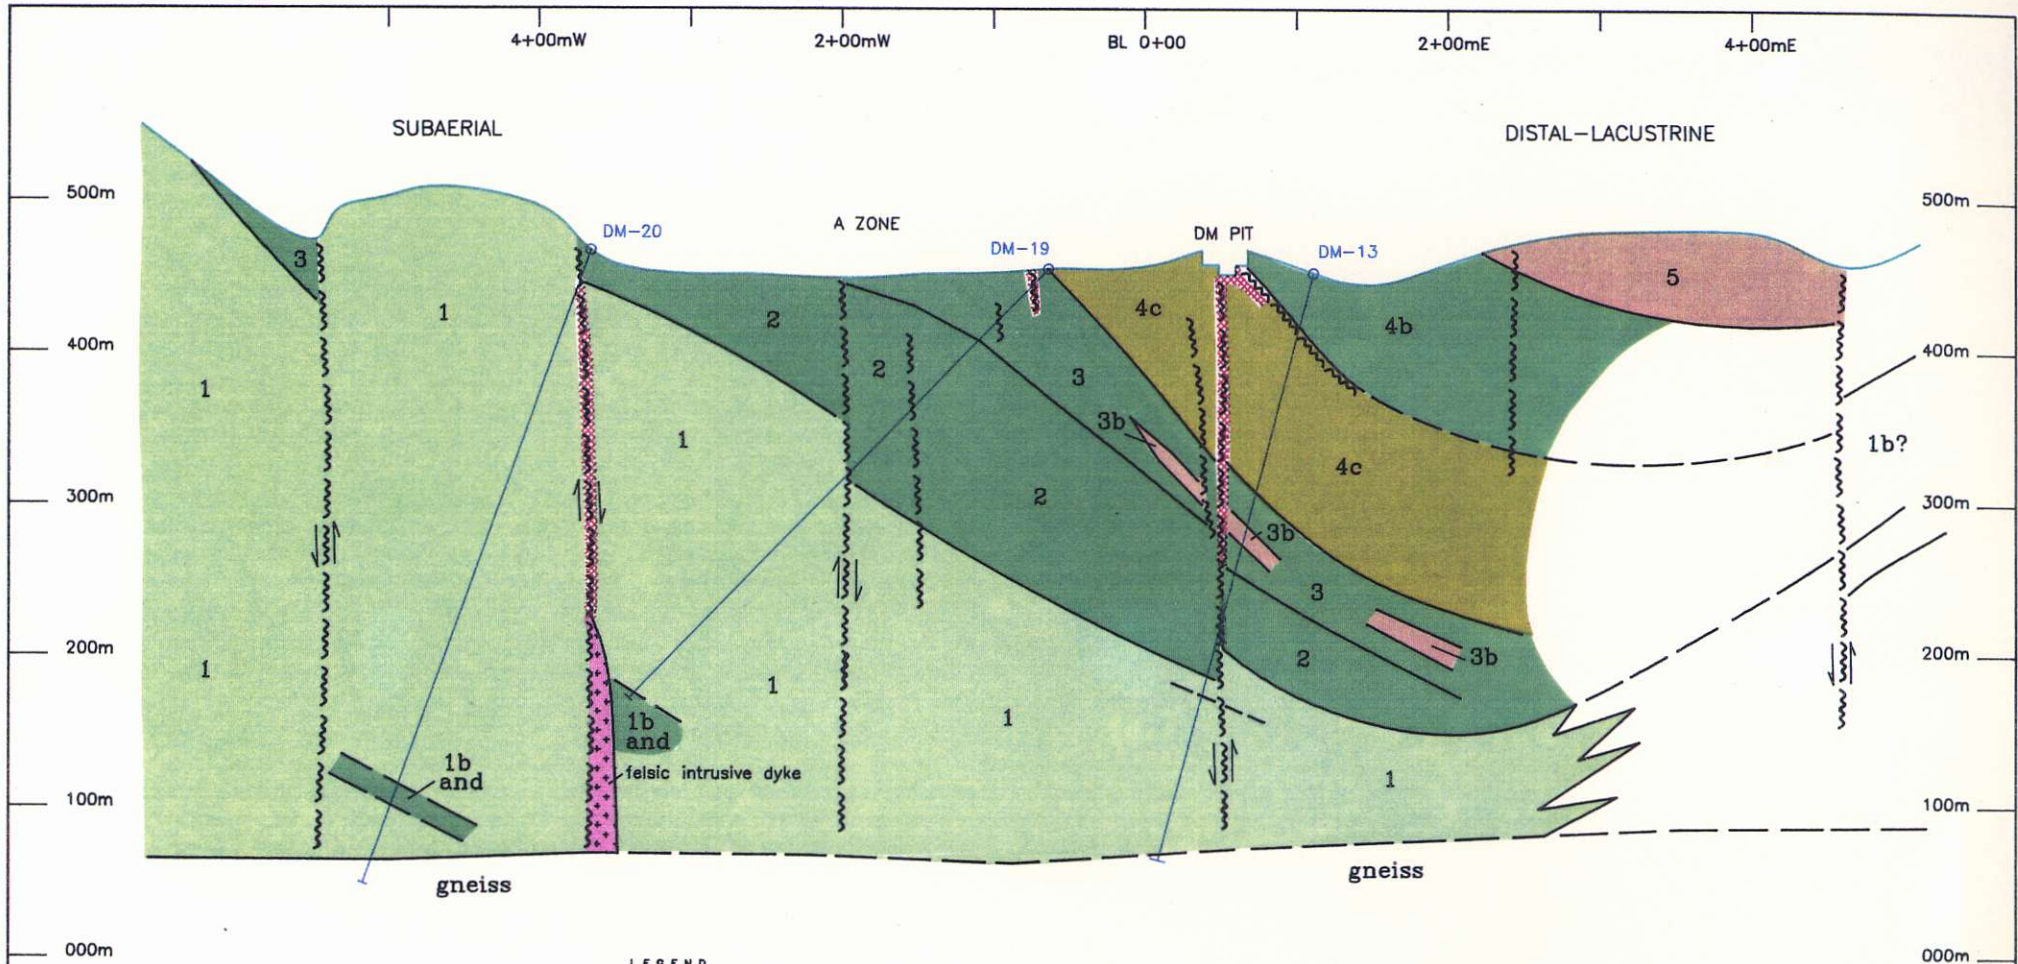 4+00mW 2+00mW BL 0+00 2+00mE 4+00mE
SUBAERIAL DISTAL-LACUSTRINE
500m 500m
A ZONE
DM-20 DM-19 DM PIT DM-13
3
1 2 4c 4b 5
400m 400m
1 2 3
3b
1 4c 1b?
300m 2 300m
3b
3
200m 2 3b 200m
1 1
1b
and
1
felsic intrusive dyke
1b
and
1
100m 100m
gneiss gneiss
000m 000m
LEGEND